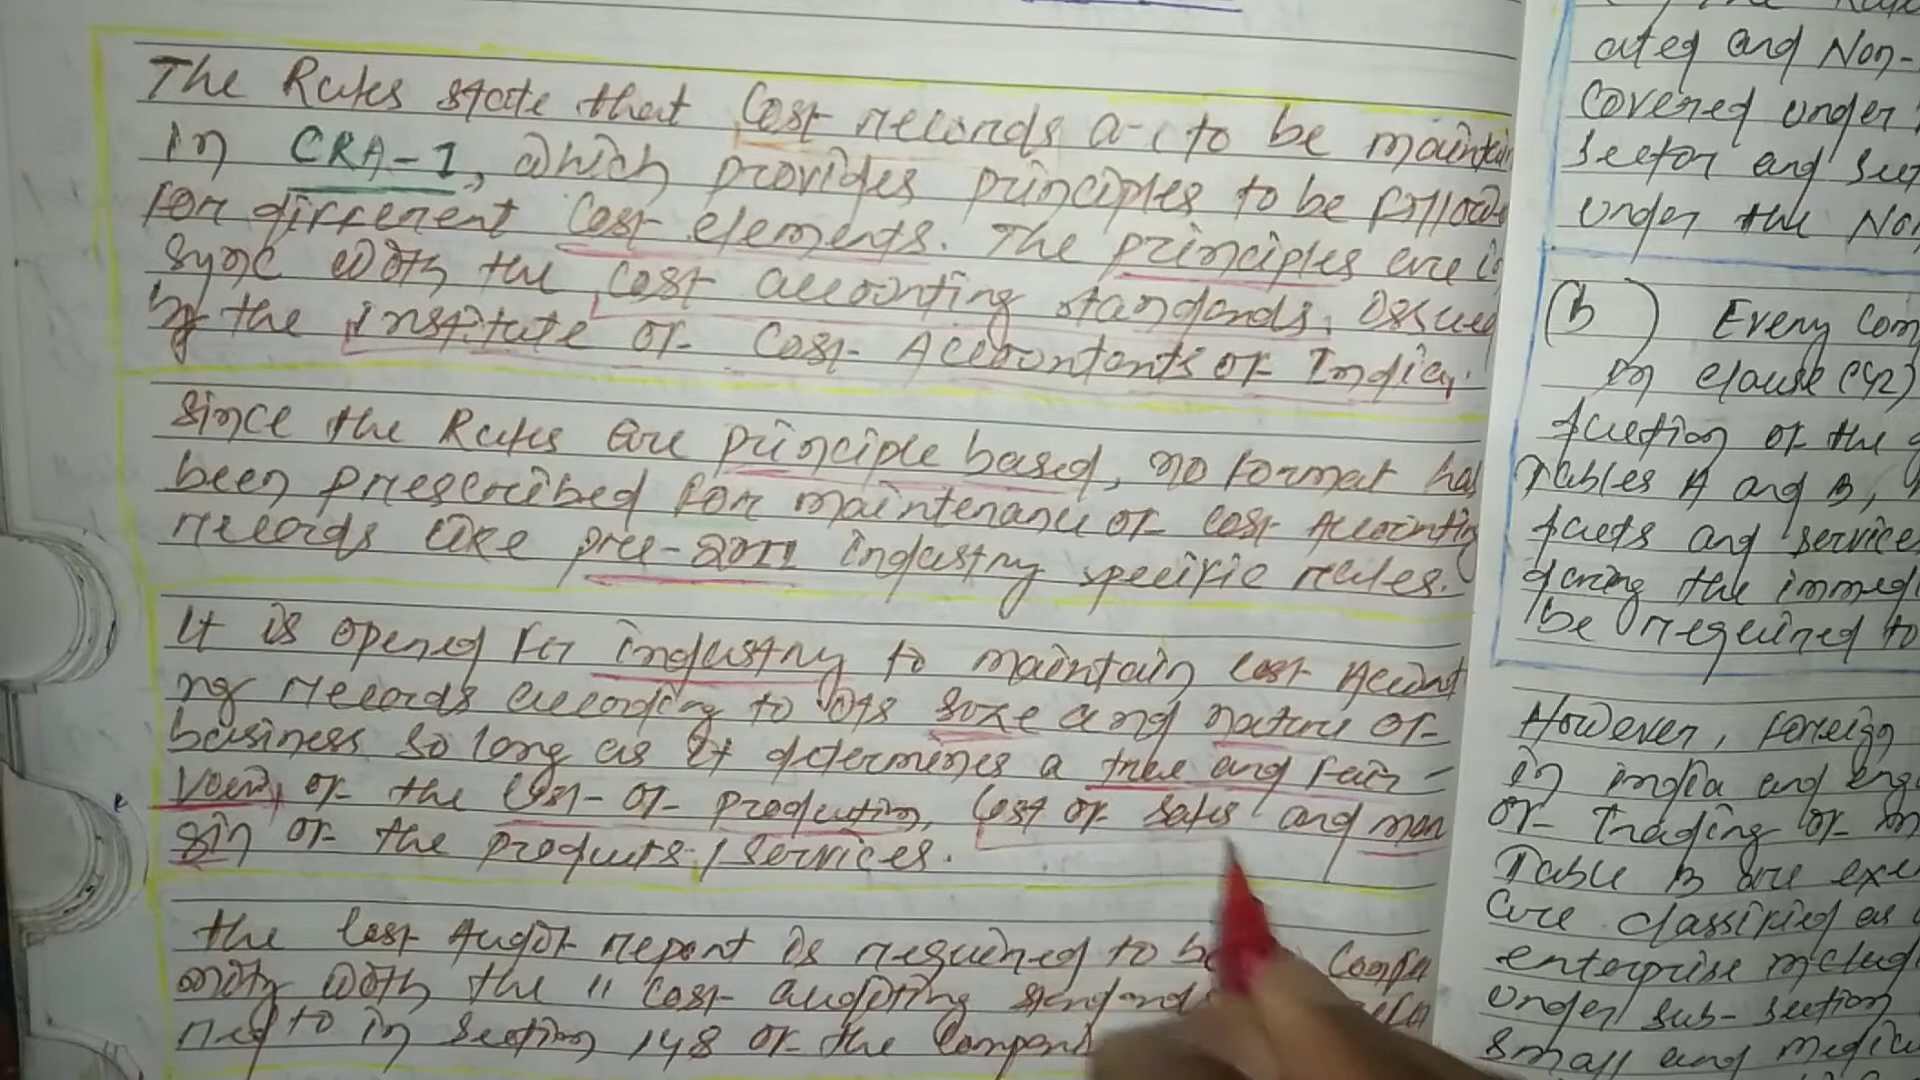 The Rules state that Cost records are to be maintain
in CRA-1, which provides principles to be follow
for different Cost elements. The principles are in
sync with the cost accounting standards, issued
by the institute of Cost Accountants of India.
Since the Rules are principle based, no format has
been prescribed for maintenance of cost Accounting
records like pre-2011 industry specific rules.
It is opened for industry to maintain cost Account
ng records according to its size and nature of
business so long as it determines a true and fair
view of the Cost of production, Cost of sales and mar
gin of the products / services.
the cost Audit report is required to be Confor
mity with the " cost auditing standards
red to in Section 148 of the
ated and Non-
Covered under
sector and
under the
(b) Every Com
in clause (42)
duction of the
Tables A and B,
ducts and services
during the immed
be required to
However, foreign
in india and eng
or Trading or
Table B are exe
are classified as
enterprise includ
under sub-section
small and